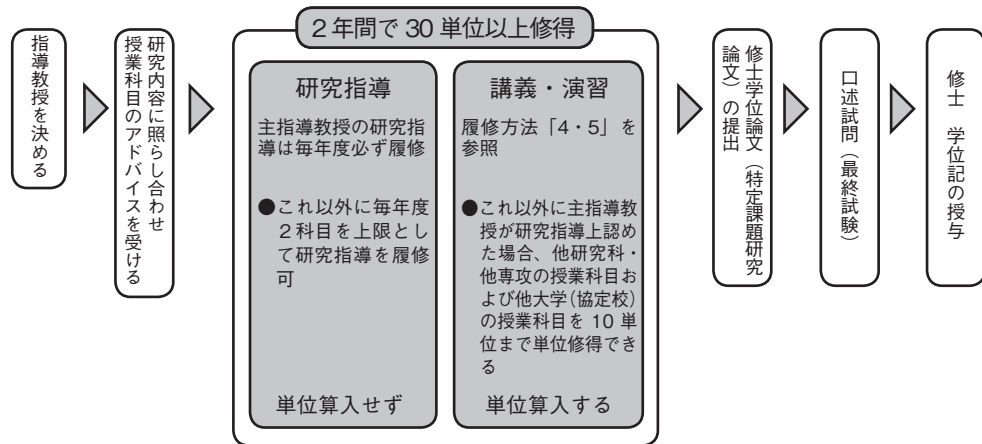 指導教授を決める
研究内容に照らし合わせ
授業科目のアドバイスを受ける
2年間で30単位以上修得
研究指導
主指導教授の研究指
導は毎年度必ず履修
●これ以外に毎年度
2科目を上限とし
て研究指導を履修
可
単位算入せず
講義・演習
履修方法「4・5」を
参照
●これ以外に主指導教
授が研究指導上認め
た場合、他研究科・
他専攻の授業科目お
よび他大学(協定校)
の授業科目を 10 単
位まで単位修得でき
る
単位算入する
修士学位論文(特定課題研究
論文)の提出
口述試問(最終試験)
修士 学位記の授与